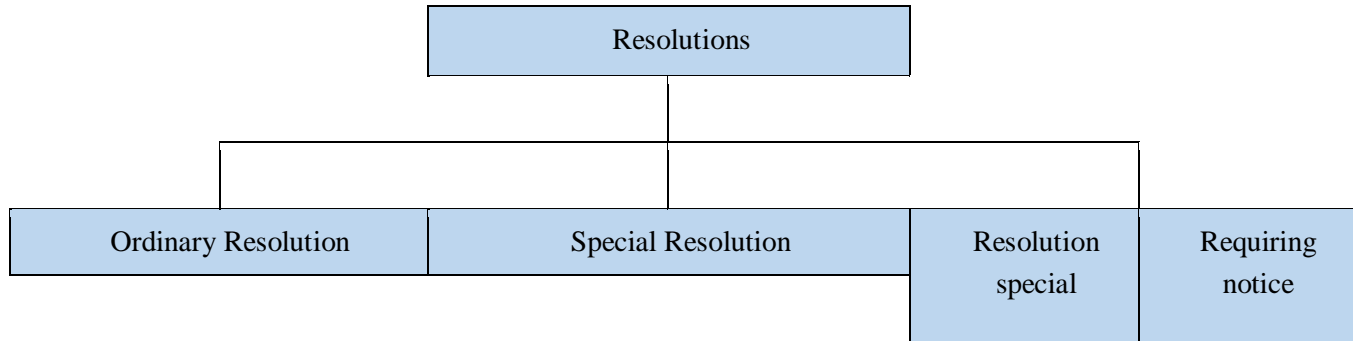 Resolutions
Ordinary Resolution
Special Resolution
Resolution
special
Requiring
notice